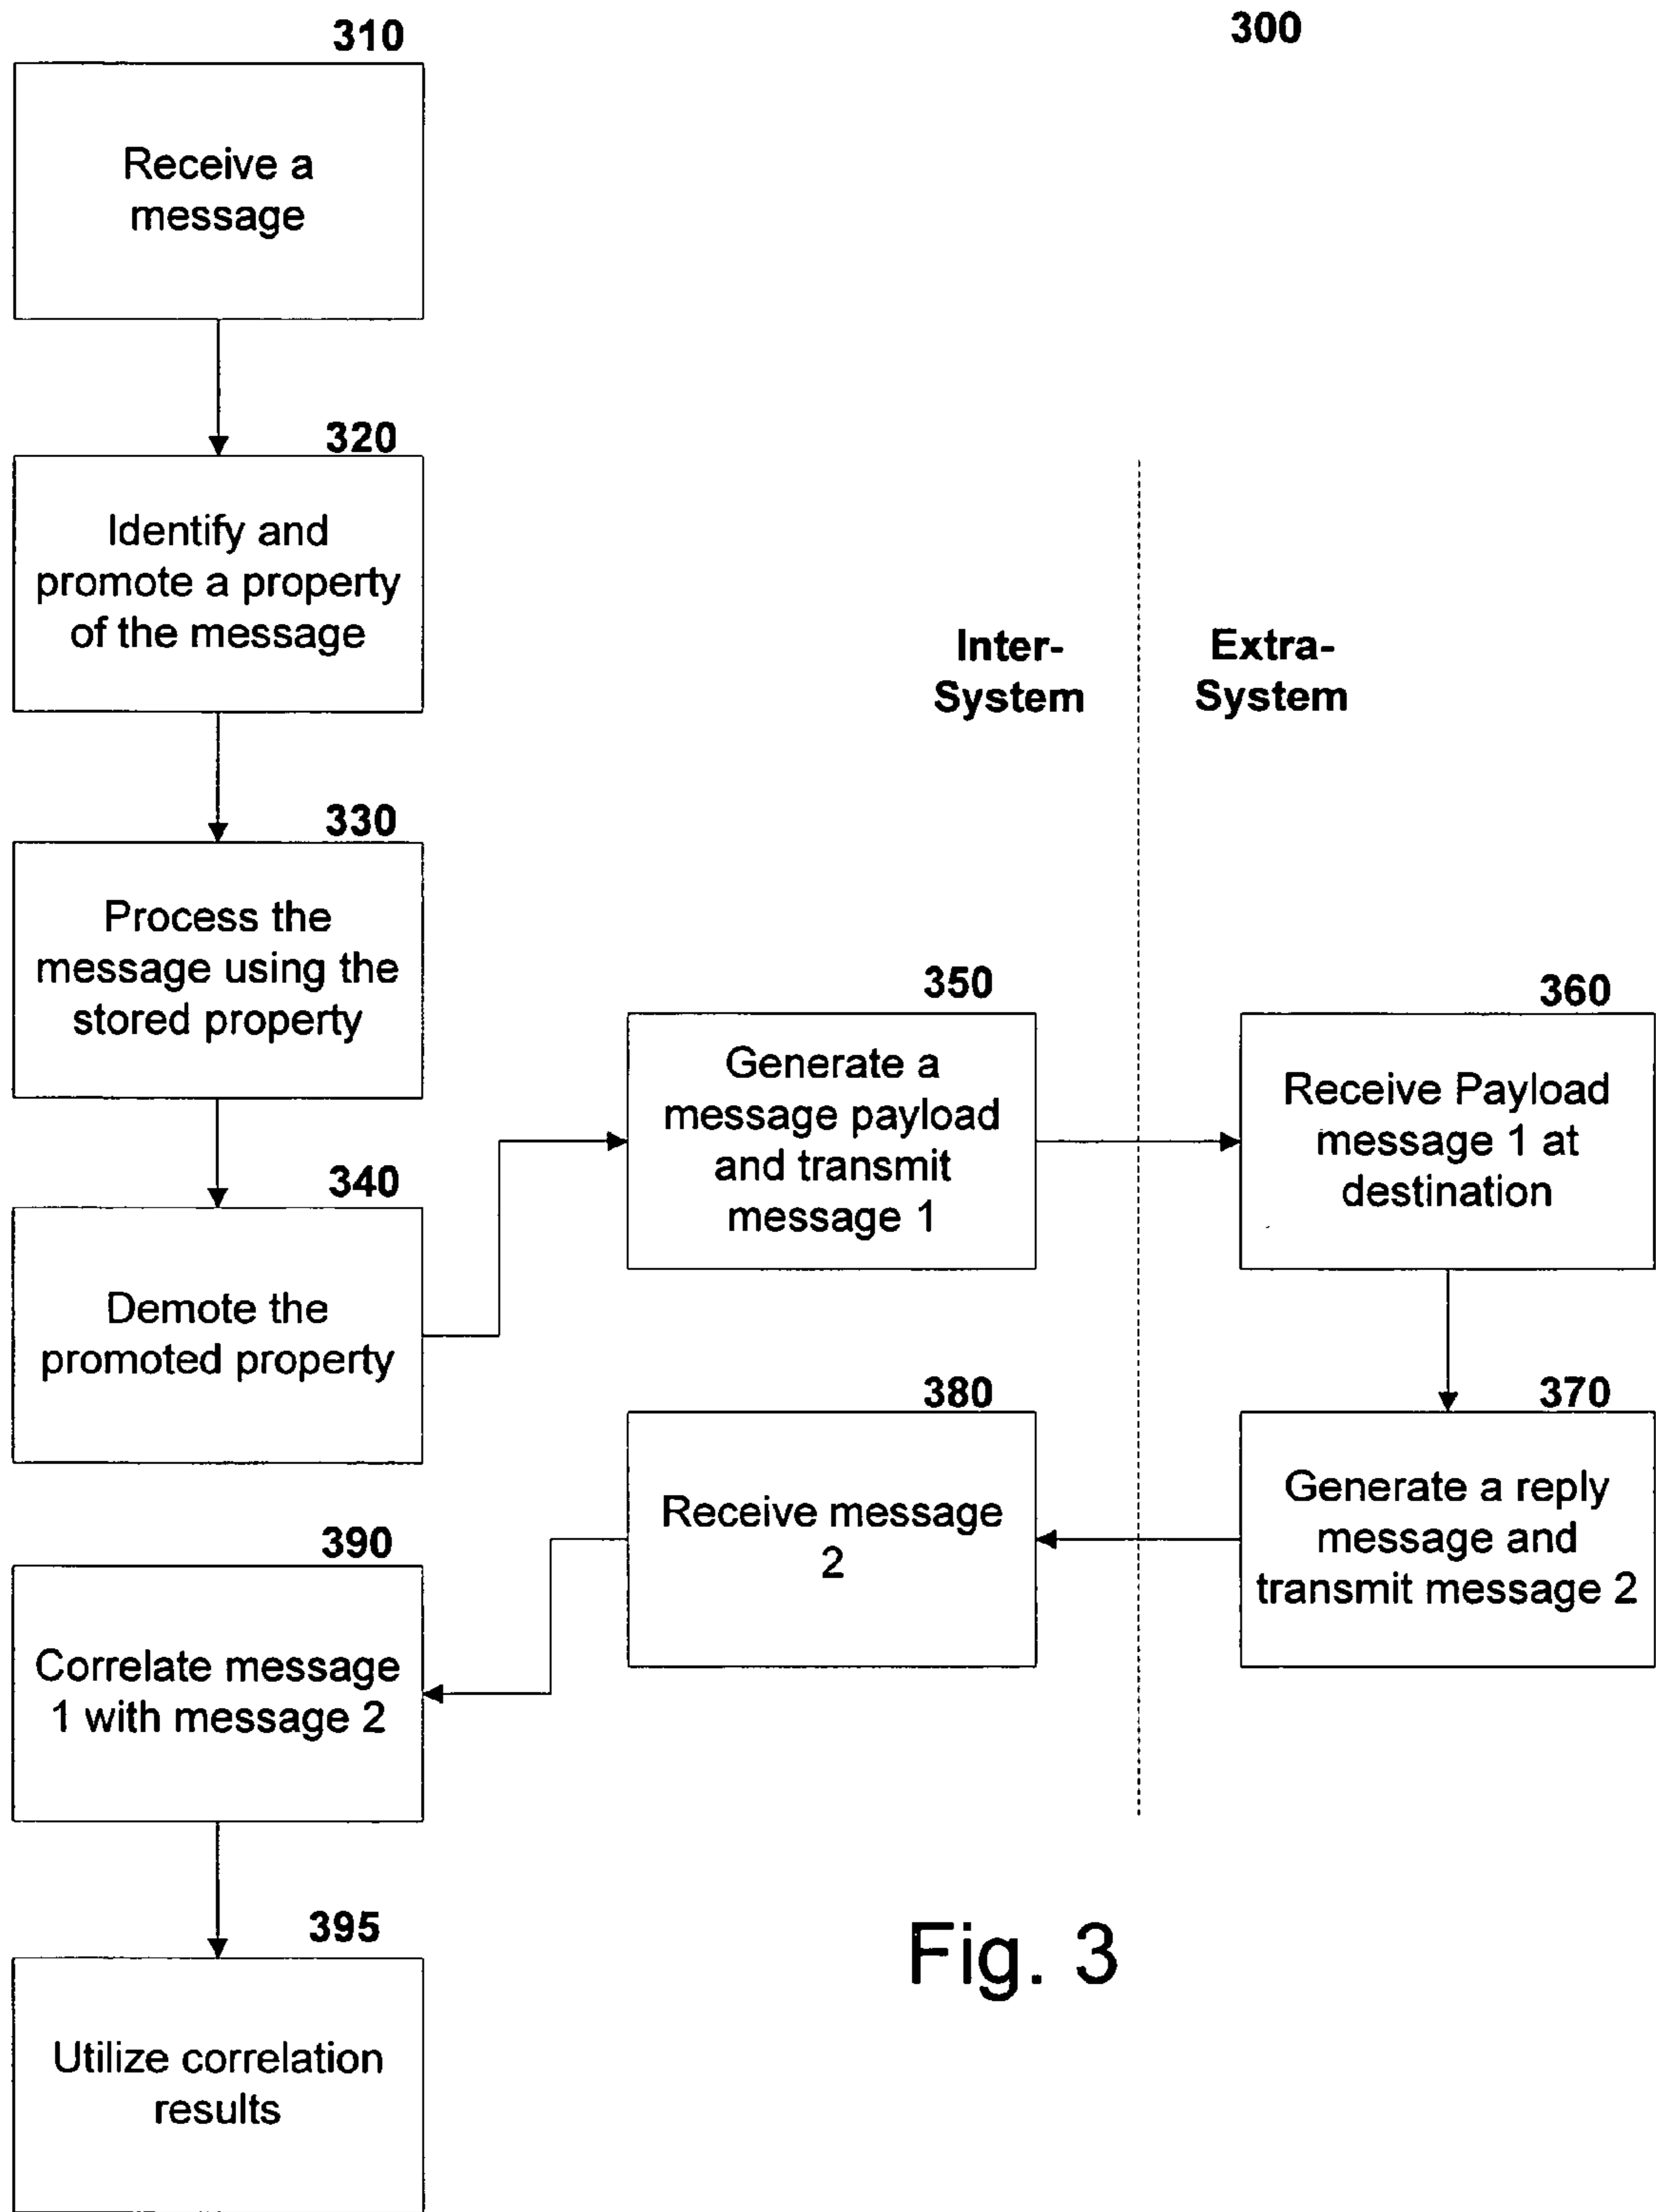 300
310
Receive a
message
320
Identify and
promote a property
of the message
Inter-
System
Extra-
System
330
Process the
message using the
stored property
340
Demote the
promoted property
350
Generate a
message payload
and transmit
message 1
360
Receive Payload
message 1 at
destination
370
Generate a reply
message and
transmit message 2
380
Receive message
2
390
Correlate message
1 with message 2
395
Utilize correlation
results
Fig. 3